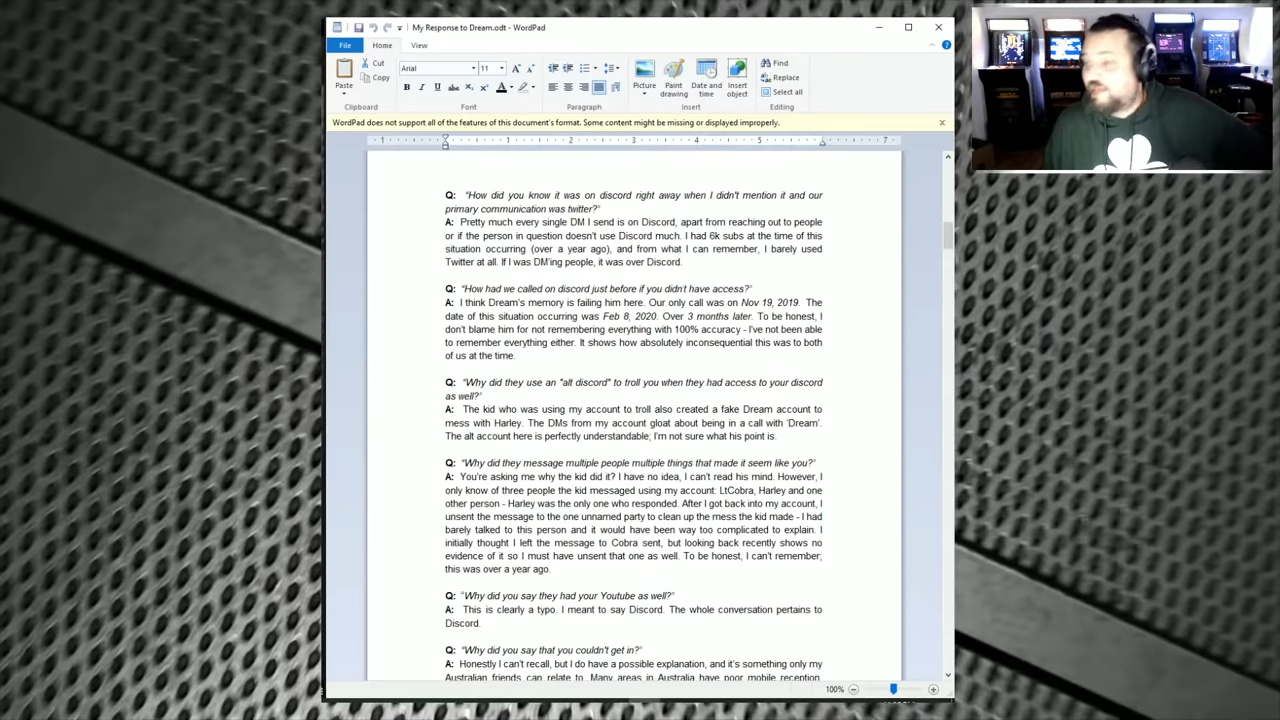 My Response to Dream.odt - WordPad
File Home View
Cut
Copy
Paste
Clipboard
Arial 11
Font
Paragraph
Picture
Paint drawing
Date and time
Insert object
Insert
Find
Replace
Select all
Editing
WordPad does not support all of the features of this document's format. Some content might be missing or displayed improperly.
1 1 2 3 4 5 7
Q: "How did you know it was on discord right away when I didn't mention it and our
primary communication was twitter?"
A: Pretty much every single DM I send is on Discord, apart from reaching out to people
or if the person in question doesn't use Discord much. I had 6k subs at the time of this
situation occurring (over a year ago), and from what I can remember, I barely used
Twitter at all. If I was DM'ing people, it was over Discord.
Q: "How had we called on discord just before if you didn't have access?"
A: I think Dream's memory is failing him here. Our only call was on Nov 19, 2019. The
date of this situation occurring was Feb 8, 2020. Over 3 months later. To be honest, I
don't blame him for not remembering everything with 100% accuracy - I've not been able
to remember everything either. It shows how absolutely inconsequential this was to both
of us at the time.
Q: "Why did they use an "alt discord" to troll you when they had access to your discord
as well?"
A: The kid who was using my account to troll also created a fake Dream account to
mess with Harley. The DMs from my account gloat about being in a call with 'Dream'.
The alt account here is perfectly understandable; I'm not sure what his point is.
Q: "Why did they message multiple people multiple things that made it seem like you?"
A: You're asking me why the kid did it? I have no idea, I can't read his mind. However, I
only know of three people the kid messaged using my account: LtCobra, Harley and one
other person - Harley was the only one who responded. After I got back into my account, I
unsent the message to the one unnamed party to clean up the mess the kid made - I had
barely talked to this person and it would have been way too complicated to explain. I
initially thought I left the message to Cobra sent, but looking back recently shows no
evidence of it so I must have unsent that one as well. To be honest, I can't remember;
this was over a year ago.
Q: "Why did you say they had your Youtube as well?"
A: This is clearly a typo. I meant to say Discord. The whole conversation pertains to
Discord.
Q: "Why did you say that you couldn't get in?"
A: Honestly I can't recall, but I do have a possible explanation, and it's something only my
Australian friends can relate to. Many areas in Australia have poor mobile reception,
100%